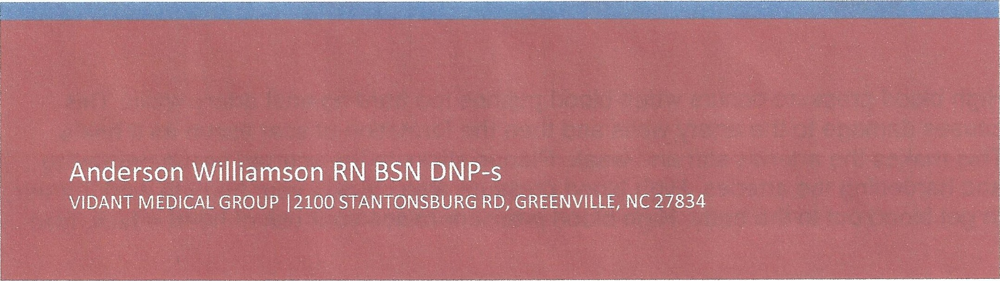 Anderson Williamson RN BSN DNP-s
VIDANT MEDICAL GROUP |2100 STANTONSBURG RD, GREENVILLE, NC 27834